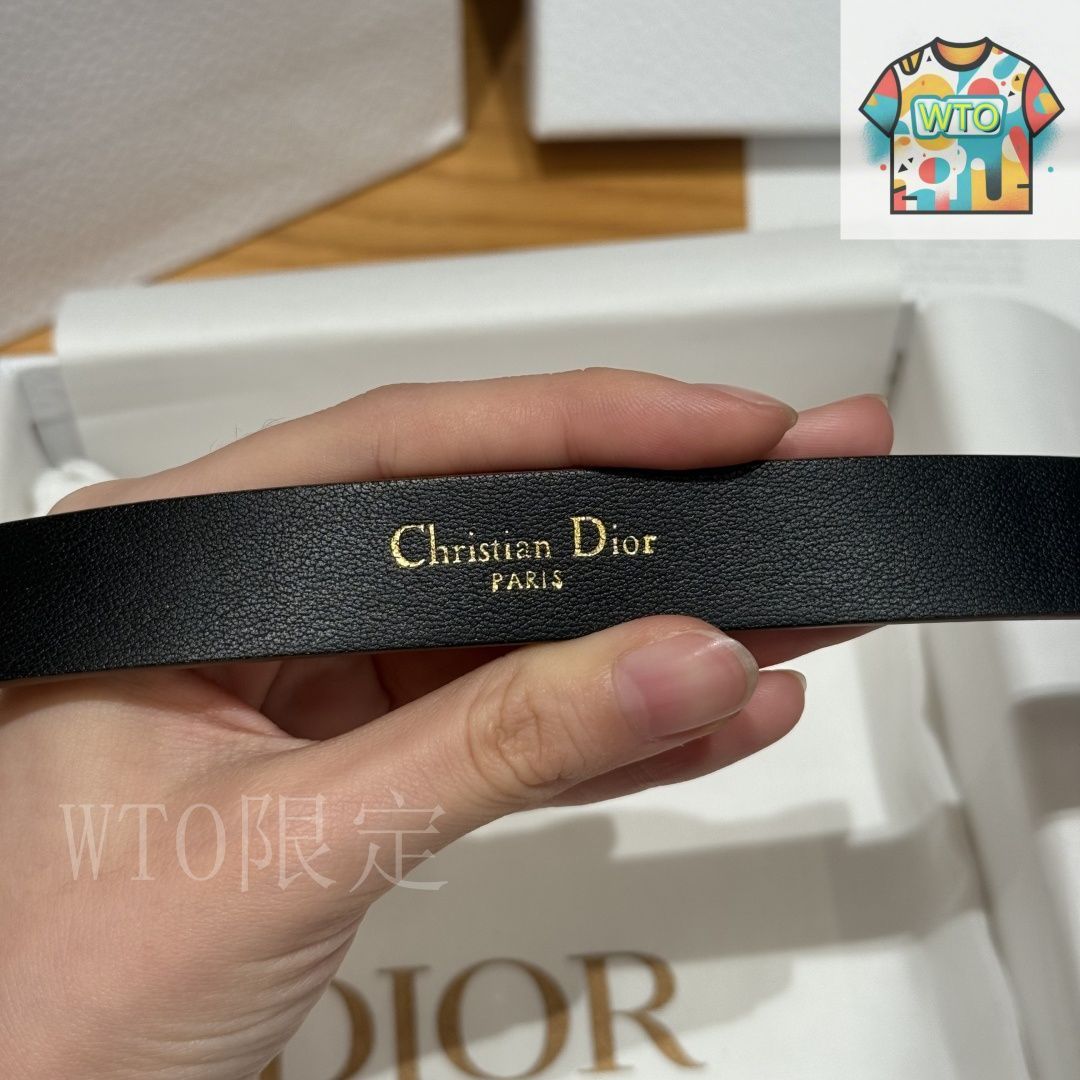 WTO
Christian Dior
PARIS
WTO限定
DIOR